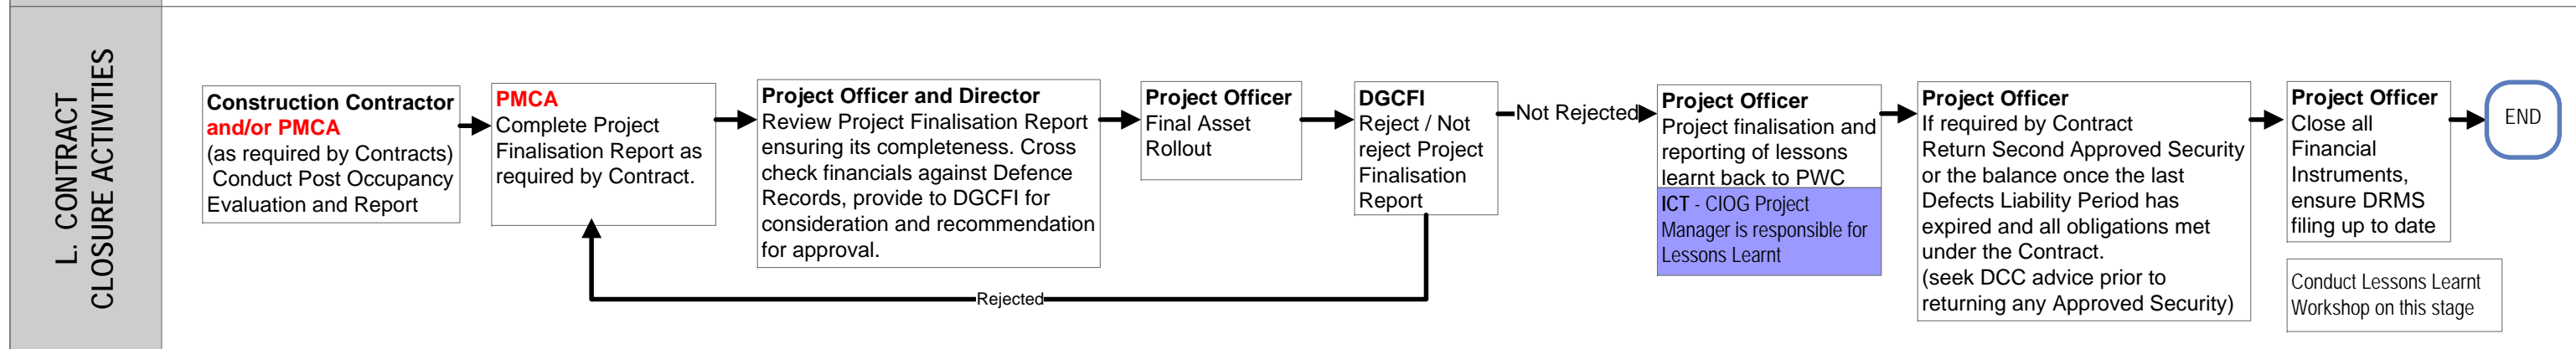 L. CONTRACT
CLOSURE ACTIVITIES
Construction Contractor
and/or PMCA
(as required by Contracts)
Conduct Post Occupancy
Evaluation and Report
PMCA
Complete Project
Finalisation Report as
required by Contract.
Project Officer and Director
Review Project Finalisation Report
ensuring its completeness. Cross
check financials against Defence
Records, provide to DGCFI for
consideration and recommendation
for approval.
Project Officer
Final Asset
Rollout
DGCFI
Reject / Not
reject Project
Finalisation
Report
Not Rejected
Rejected
Project Officer
Project finalisation and
reporting of lessons
learnt back to PWC
ICT - CIOG Project
Manager is responsible for
Lessons Learnt
Project Officer
If required by Contract
Return Second Approved Security
or the balance once the last
Defects Liability Period has
expired and all obligations met
under the Contract.
(seek DCC advice prior to
returning any Approved Security)
Project Officer
Close all
Financial
Instruments,
ensure DRMS
filing up to date
Conduct Lessons Learnt
Workshop on this stage
END